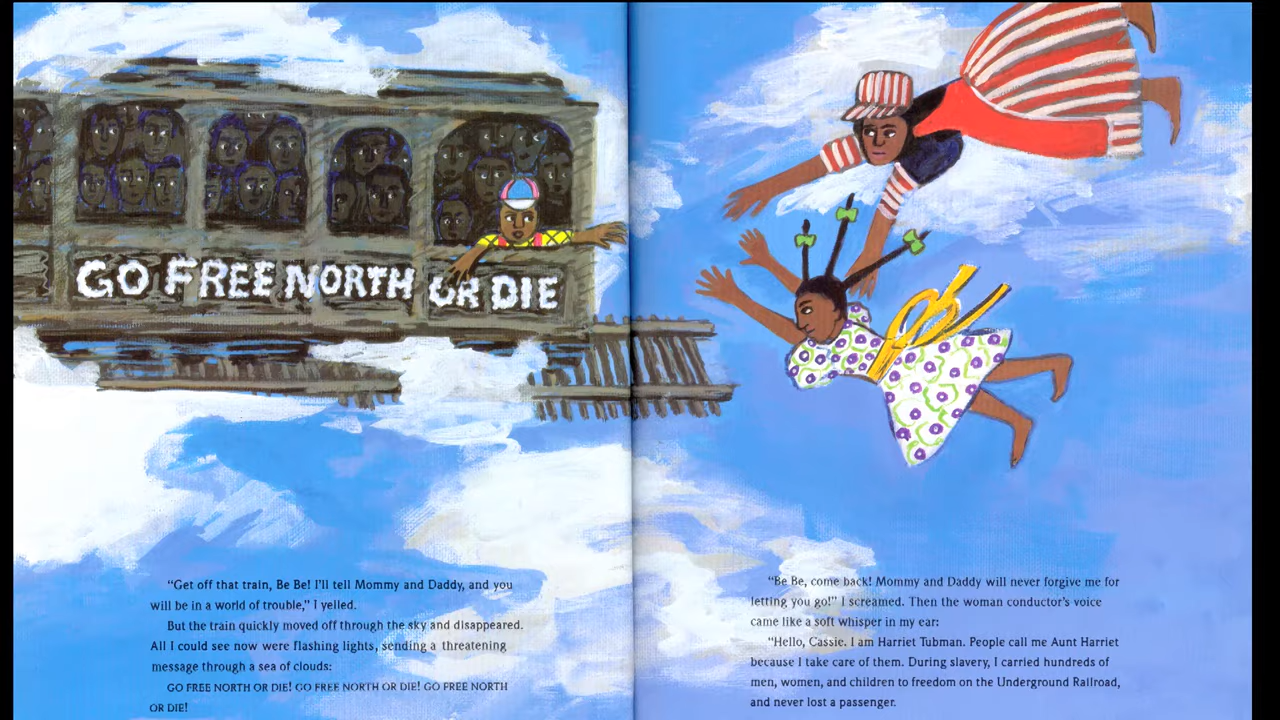 GO FREE NORTH OR DIE
"Get off that train, Be Be! I'll tell Mommy and Daddy, and you
will be in a world of trouble," I yelled.
But the train quickly moved off through the sky and disappeared.
All I could see now were flashing lights, sending a threatening
message through a sea of clouds:
GO FREE NORTH OR DIE! GO FREE NORTH OR DIE! GO FREE NORTH
OR DIE!
"Be Be, come back! Mommy and Daddy will never forgive me for
letting you go!" I screamed. Then the woman conductor's voice
came like a soft whisper in my ear:
"Hello, Cassie. I am Harriet Tubman. People call me Aunt Harriet
because I take care of them. During slavery, I carried hundreds of
men, women, and children to freedom on the Underground Railroad,
and never lost a passenger.